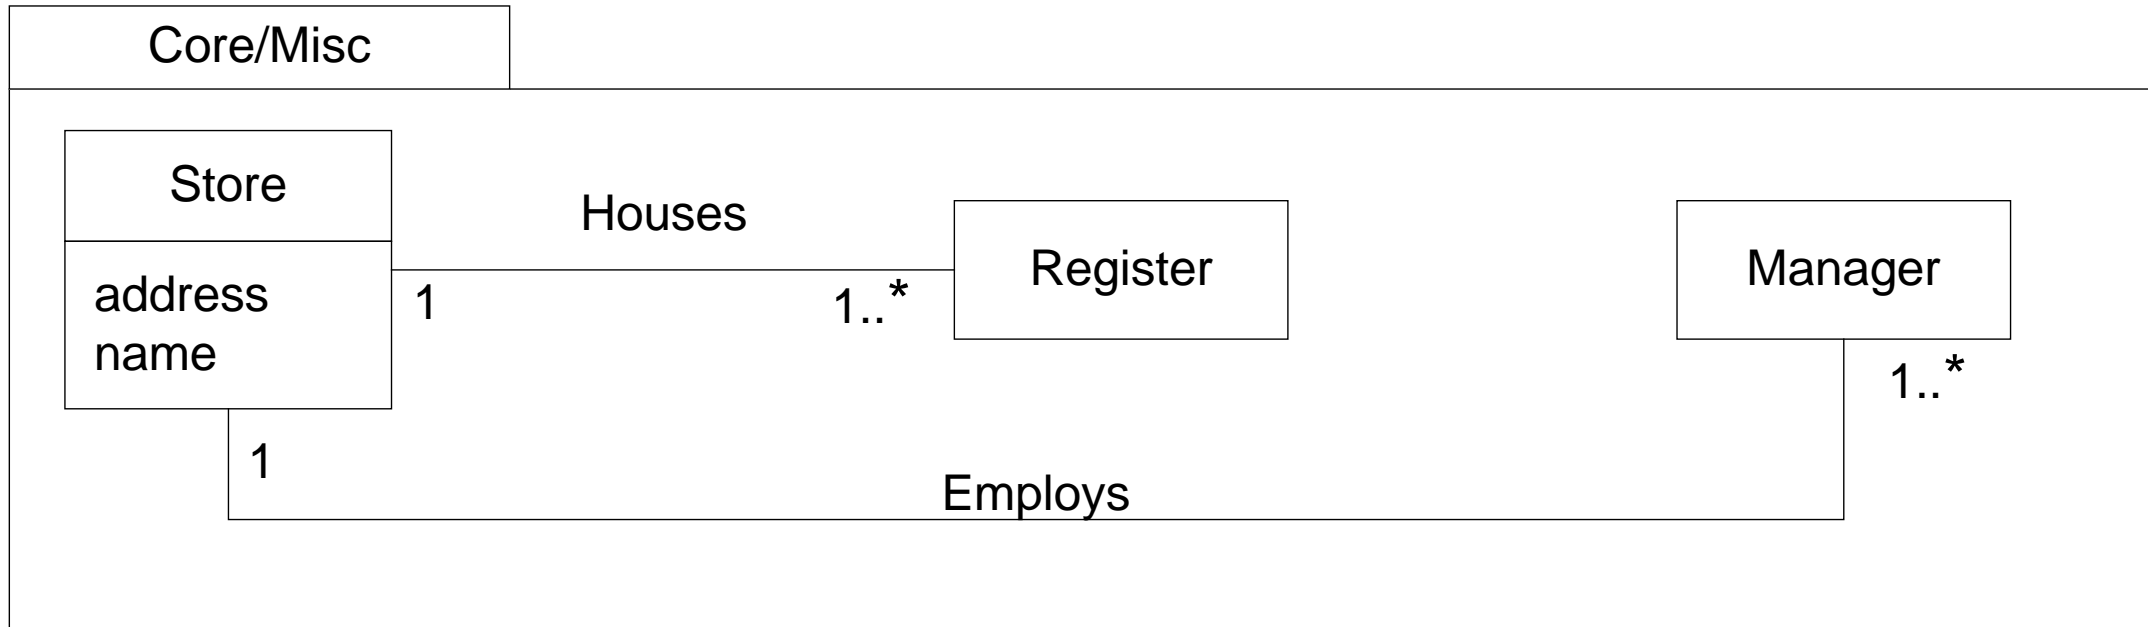 Core/Misc
Store
address
name
Houses
1
1..*
Register
Manager
1..*
1
Employs